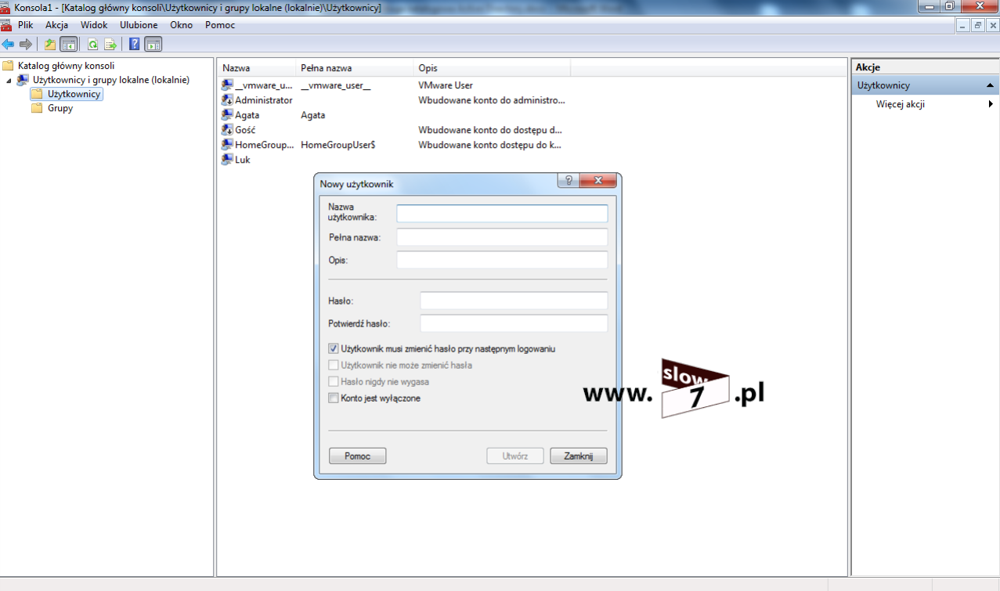 Konsola1 - [Katalog główny konsoli\Użytkownicy i grupy lokalne (lokalnie)\Użytkownicy]
Plik Akcja Widok Ulubione Okno Pomoc
Katalog główny konsoli
Użytkownicy i grupy lokalne (lokalnie)
Użytkownicy
Grupy
Nazwa Pełna nazwa Opis
__vmware_u... __vmware_user__ VMware User
Administrator Wbudowane konto do administro...
Agata Agata
Gość Wbudowane konto do dostępu d...
HomeGroup... HomeGroupUser$ Wbudowane konto dostępu do k...
Luk
Nowy użytkownik
Nazwa
użytkownika:
Pełna nazwa:
Opis:
Hasło:
Potwierdź hasło:
Użytkownik musi zmienić hasło przy następnym logowaniu
Użytkownik nie może zmienić hasła
Hasło nigdy nie wygasa
Konto jest wyłączone
Pomoc Utwórz Zamknij
www.slow7.pl
Akcje
Użytkownicy
Więcej akcji